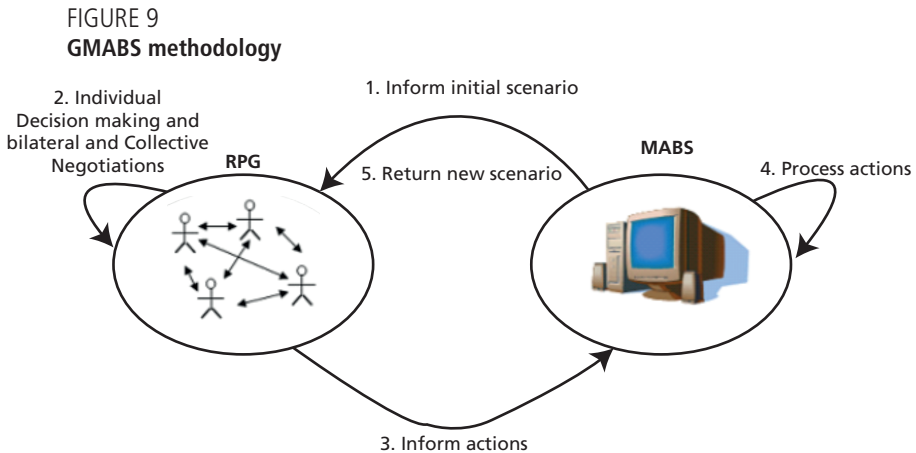 FIGURE 9
GMABS methodology
2. Individual
Decision making and
bilateral and Collective
Negotiations
1. Inform initial scenario
RPG
5. Return new scenario
MABS
4. Process actions
3. Inform actions